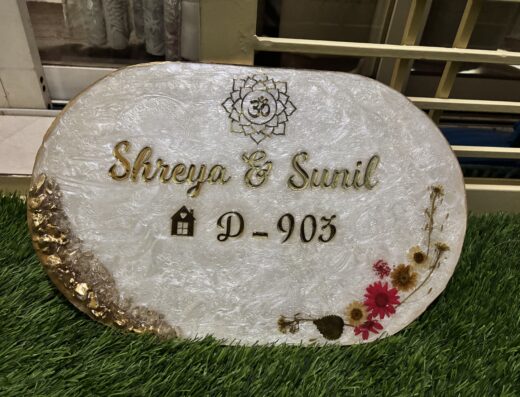 ॐ
Shreya & Sunil
D - 903